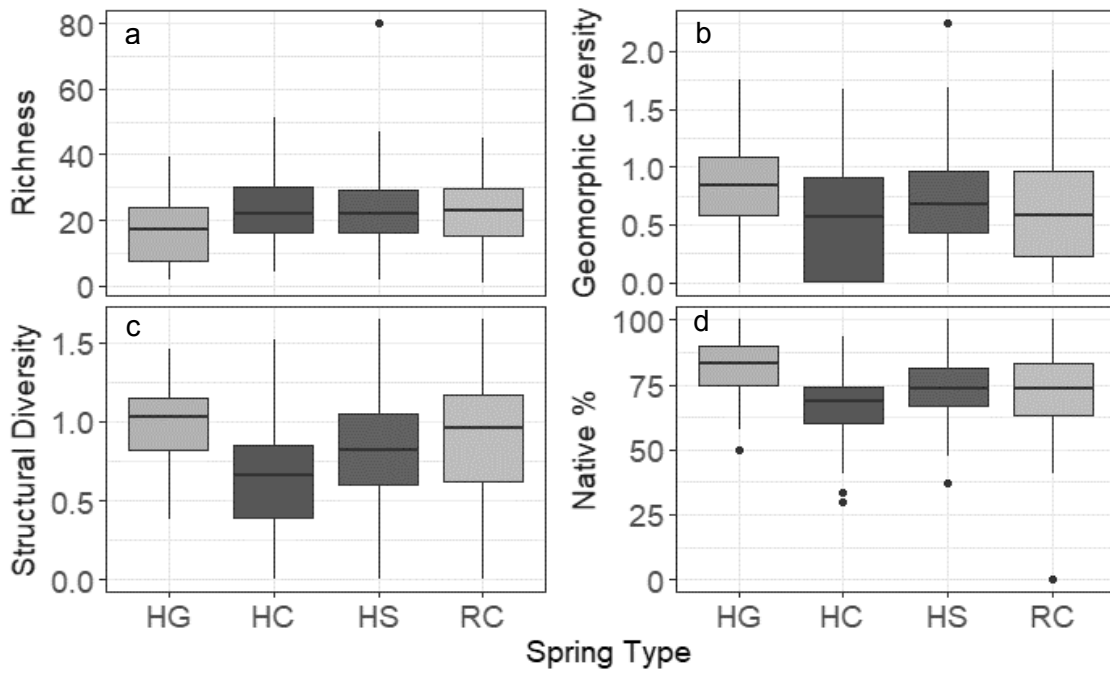 a
Richness
80
60
40
20
0
b
Geomorphic Diversity
2.0
1.5
1.0
0.5
0.0
c
Structural Diversity
1.5
1.0
0.5
0.0
HG HC HS RC
d
Native %
100
75
50
25
0
HG HC HS RC
Spring Type